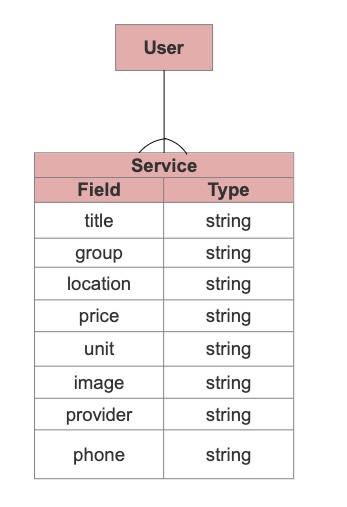 User
Service
Field Type
title string
group string
location string
price string
unit string
image string
provider string
phone string